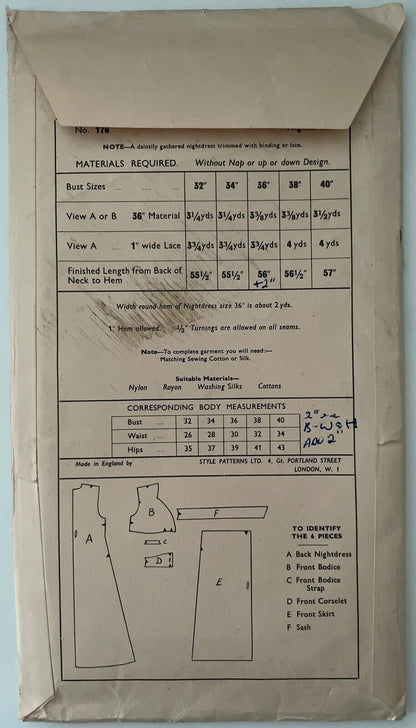 No. 176
NOTE—A daintily gathered nightdress trimmed with binding or lace.
MATERIALS REQUIRED. Without Nap or up or down Design.
Bust Sizes 32" 34" 36" 38" 40"
View A or B 36" Material 3¼yds 3¼yds 3⅜yds 3⅜yds 3½yds
View A 1" wide Lace 3¾yds 3¾yds 3¾yds 4 yds 4 yds
Finished Length from Back of Neck to Hem 55½" 55½" 56" 56½" 57"
+2"
Width round hem of Nightdress size 36" is about 2 yds.
1" Hem allowed. ½" Turnings are allowed on all seams.
Note—To complete garment you will need:—
Matching Sewing Cotton or Silk.
Suitable Materials—
Nylon Rayon Washing Silks Cottons
CORRESPONDING BODY MEASUREMENTS
Bust 32 34 36 38 40
Waist 26 28 30 32 34
Hips 35 37 39 41 43
2"
B-W&H
ADD 2"
Made in England by STYLE PATTERNS LTD. 4, Gt. PORTLAND STREET
LONDON, W. 1
A
B
C
D
E
F
TO IDENTIFY
THE 6 PIECES
A Back Nightdress
B Front Bodice
C Front Bodice
Strap
D Front Corselet
E Front Skirt
F Sash